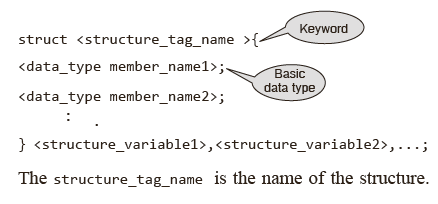 Keyword
struct <structure_tag_name >{
<data_type member_name1>;
Basic
data type
<data_type member_name2>;
: .
} <structure_variable1>,<structure_variable2>,...;
The structure_tag_name is the name of the structure.